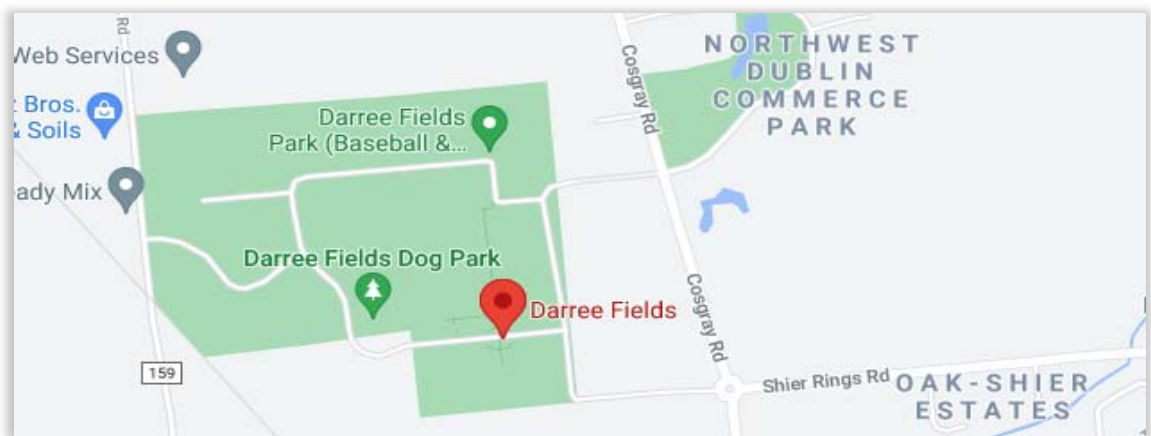 Rd
Web Services
Bros.
& Soils
eady Mix
Darree Fields
Park (Baseball &...
Darree Fields Dog Park
Darree Fields
159
Cosgray Rd
Cosgray Rd
NORTHWEST
DUBLIN
COMMERCE
PARK
Shier Rings Rd
OAK-SHIER
ESTATES